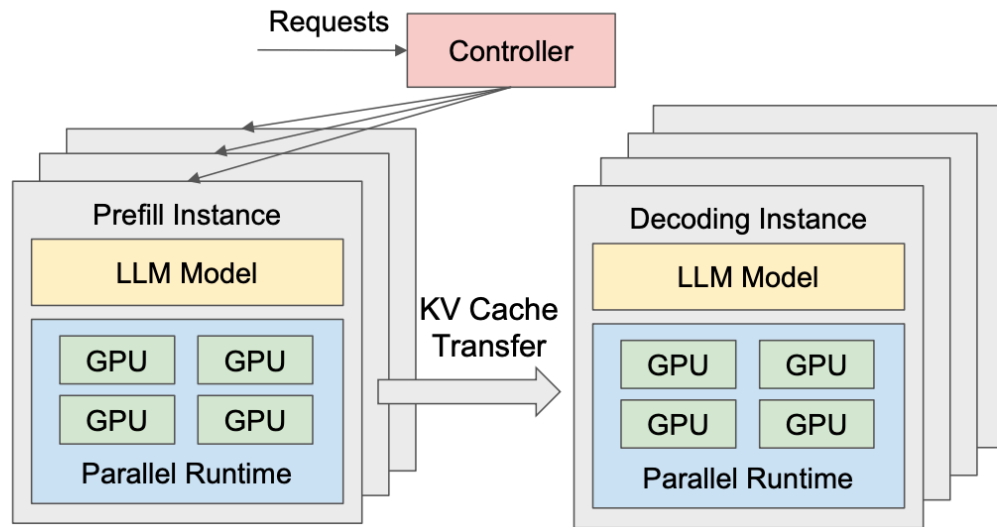 Requests
Controller
Prefill Instance
LLM Model
GPU GPU
GPU GPU
Parallel Runtime
KV Cache
Transfer
Decoding Instance
LLM Model
GPU GPU
GPU GPU
Parallel Runtime